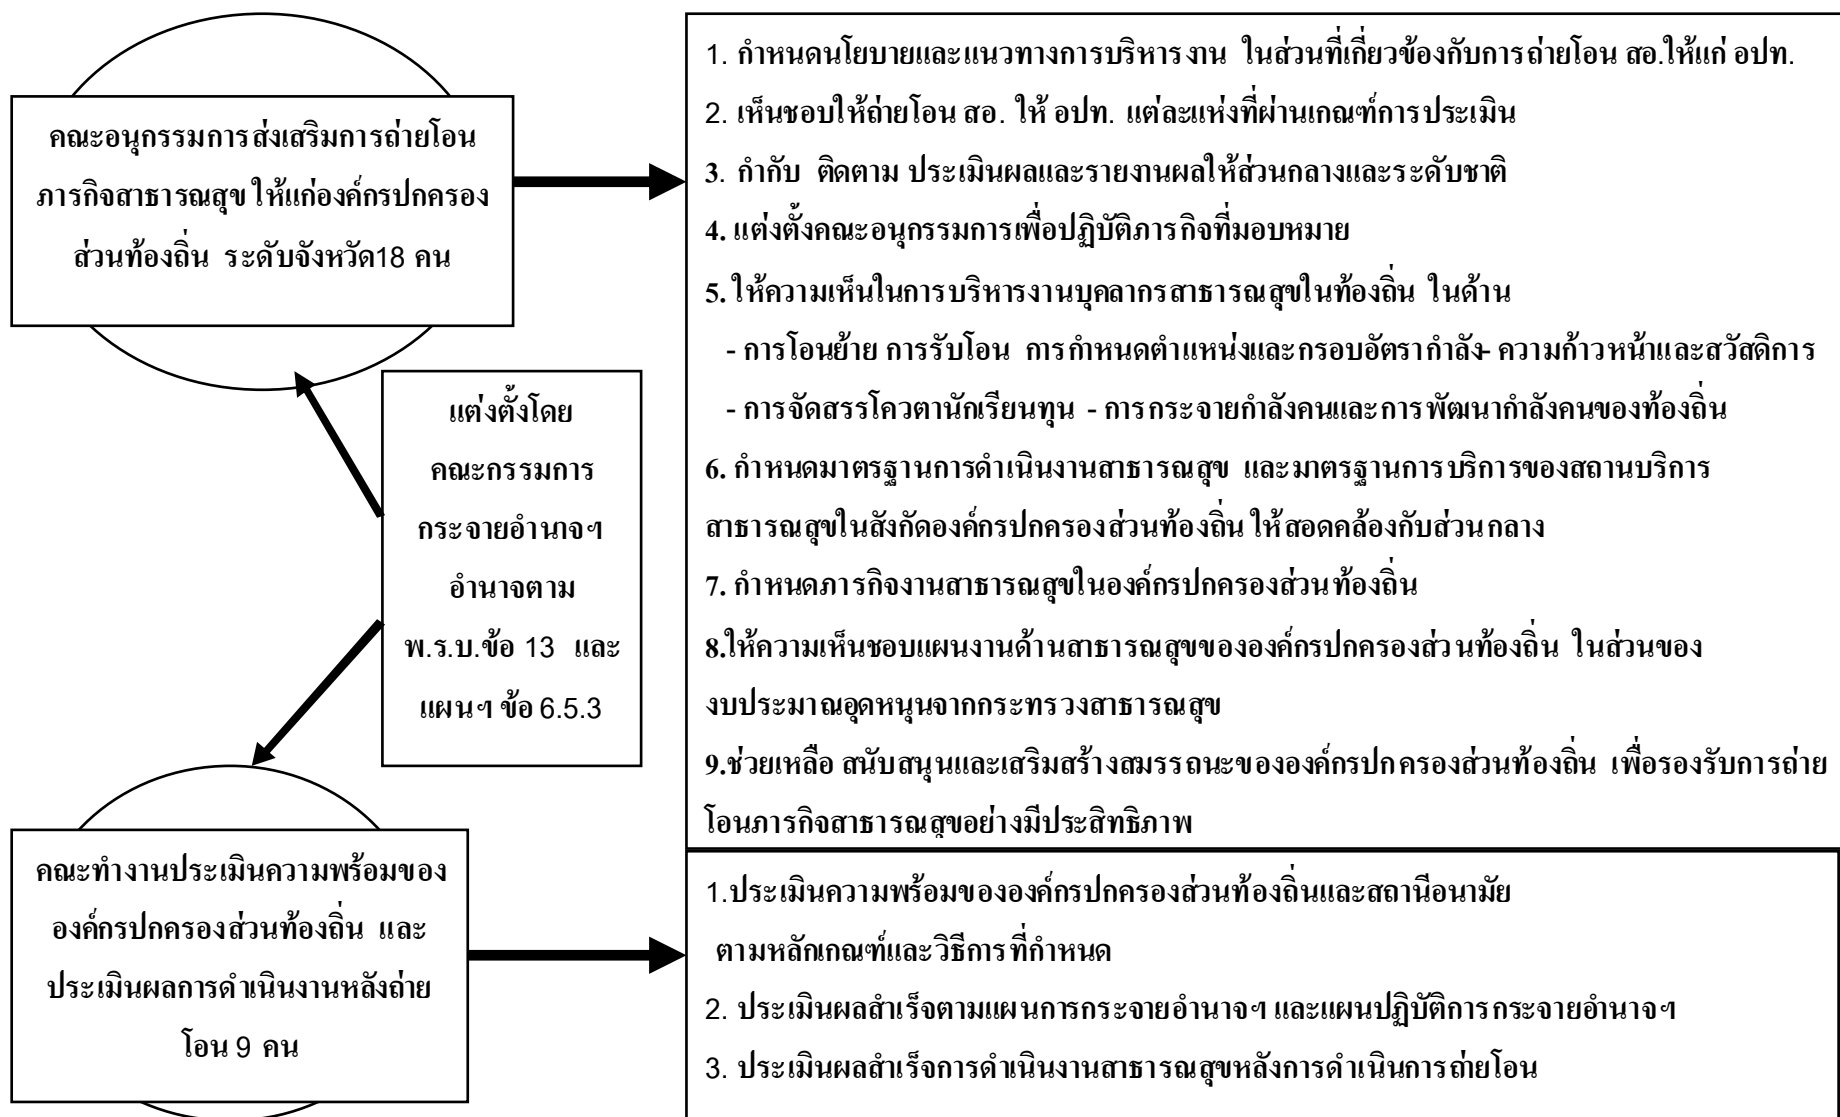 คณะอนุกรรมการส่งเสริมการถ่ายโอน
ภารกิจสาธารณสุข ให้แก่องค์กรปกครอง
ส่วนท้องถิ่น ระดับจังหวัด18 คน
1. กำหนดนโยบายและแนวทางการบริหารงาน ในส่วนที่เกี่ยวข้องกับการถ่ายโอน สอ.ให้แก่ อปท.
2. เห็นชอบให้ถ่ายโอน สอ. ให้ อปท. แต่ละแห่งที่ผ่านเกณฑ์การประเมิน
3. กำกับ ติดตาม ประเมินผลและรายงานผลให้ส่วนกลางและระดับชาติ
4. แต่งตั้งคณะอนุกรรมการเพื่อปฏิบัติภารกิจที่มอบหมาย
5. ให้ความเห็นในการบริหารงานบุคลากรสาธารณสุขในท้องถิ่น ในด้าน
- การโอนย้าย การรับโอน การกำหนดตำแหน่งและกรอบอัตรากำลัง- ความก้าวหน้าและสวัสดิการ
- การจัดสรรโควตานักเรียนทุน - การกระจายกำลังคนและการพัฒนากำลังคนของท้องถิ่น
6. กำหนดมาตรฐานการดำเนินงานสาธารณสุข และมาตรฐานการบริการของสถานบริการ
สาธารณสุขในสังกัดองค์กรปกครองส่วนท้องถิ่น ให้สอดคล้องกับส่วนกลาง
7. กำหนดภารกิจงานสาธารณสุขในองค์กรปกครองส่วนท้องถิ่น
8.ให้ความเห็นชอบแผนงานด้านสาธารณสุขขององค์กรปกครองส่วนท้องถิ่น ในส่วนของ
งบประมาณอุดหนุนจากกระทรวงสาธารณสุข
9.ช่วยเหลือ สนับสนุนและเสริมสร้างสมรรถนะขององค์กรปกครองส่วนท้องถิ่น เพื่อรองรับการถ่าย
โอนภารกิจสาธารณสุขอย่างมีประสิทธิภาพ
แต่งตั้งโดย
คณะกรรมการ
กระจายอำนาจฯ
อำนาจตาม
พ.ร.บ.ข้อ 13 และ
แผนฯ ข้อ 6.5.3
คณะทำงานประเมินความพร้อมของ
องค์กรปกครองส่วนท้องถิ่น และ
ประเมินผลการดำเนินงานหลังถ่าย
โอน 9 คน
1.ประเมินความพร้อมขององค์กรปกครองส่วนท้องถิ่นและสถานีอนามัย
ตามหลักเกณฑ์และวิธีการที่กำหนด
2. ประเมินผลสำเร็จตามแผนการกระจายอำนาจฯ และแผนปฏิบัติการกระจายอำนาจฯ
3. ประเมินผลสำเร็จการดำเนินงานสาธารณสุขหลังการดำเนินการถ่ายโอน